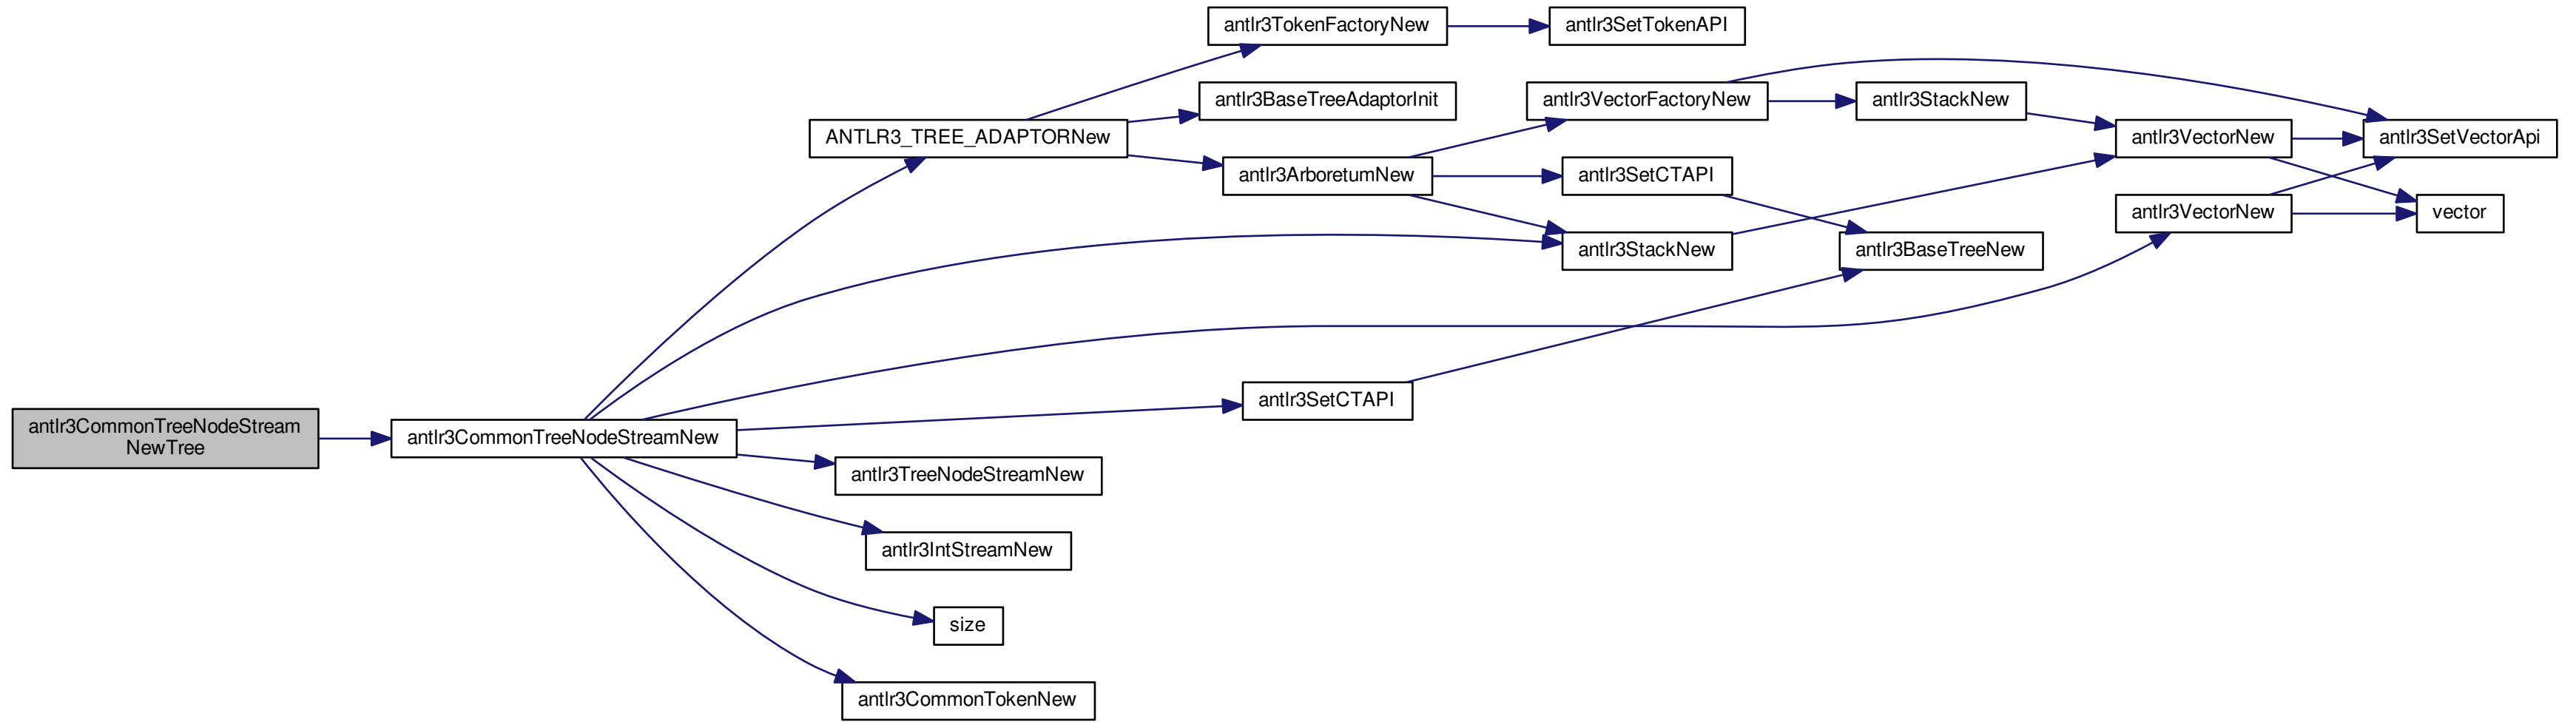 antlr3CommonTreeNodeStream
NewTree
antlr3CommonTreeNodeStreamNew
ANTLR3_TREE_ADAPTORNew
antlr3TokenFactoryNew
antlr3SetTokenAPI
antlr3BaseTreeAdaptorInit
antlr3ArboretumNew
antlr3VectorFactoryNew
antlr3StackNew
antlr3SetCTAPI
antlr3StackNew
antlr3BaseTreeNew
antlr3VectorNew
antlr3SetVectorApi
antlr3VectorNew
vector
antlr3SetCTAPI
antlr3TreeNodeStreamNew
antlr3IntStreamNew
size
antlr3CommonTokenNew